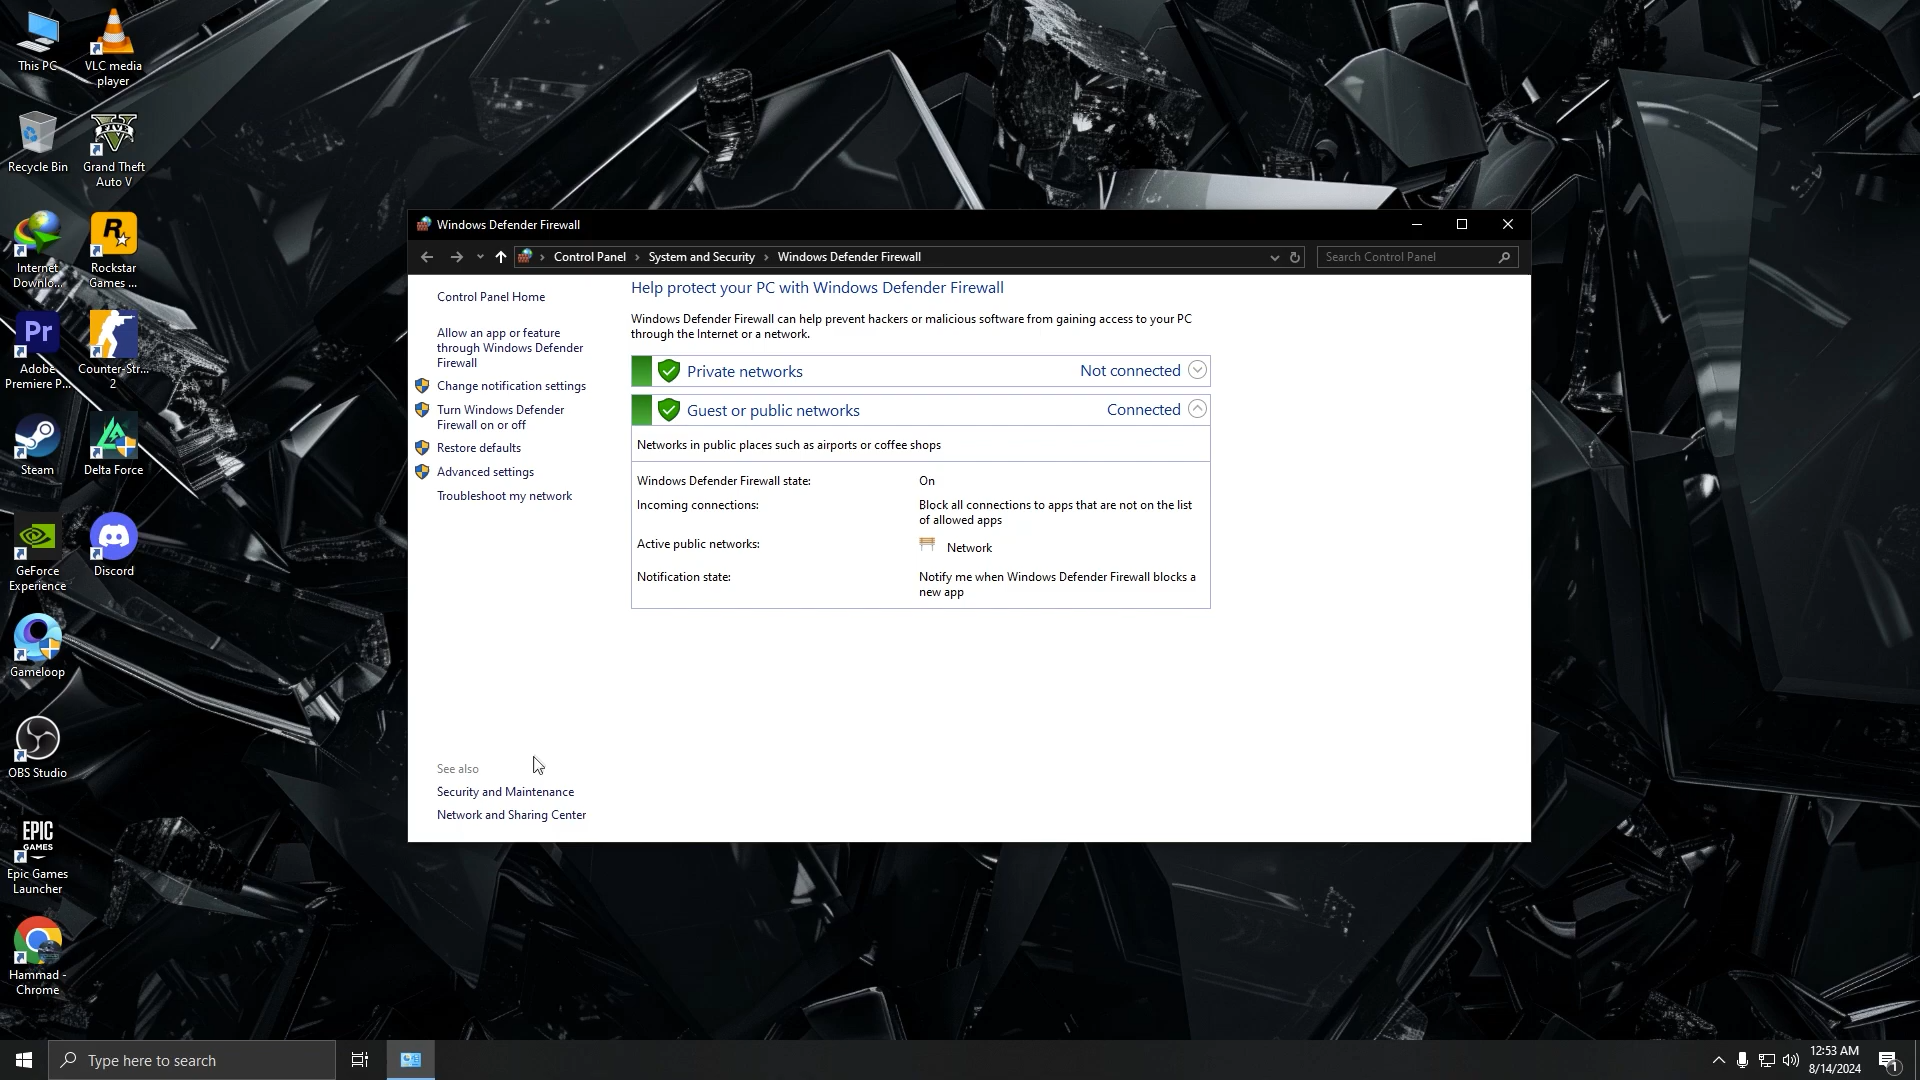 This PC
VLC media
player
Recycle Bin
Grand Theft
Auto V
Internet
Downlo...
Rockstar
Games ...
Adobe
Premiere P...
Counter-Str...
2
Steam
Delta Force
GeForce
Experience
Discord
Gameloop
OBS Studio
EPIC
GAMES
Epic Games
Launcher
Hammad -
Chrome
Windows Defender Firewall
Control Panel
System and Security
Windows Defender Firewall
Search Control Panel
Control Panel Home
Allow an app or feature
through Windows Defender
Firewall
Change notification settings
Turn Windows Defender
Firewall on or off
Restore defaults
Advanced settings
Troubleshoot my network
See also
Security and Maintenance
Network and Sharing Center
Help protect your PC with Windows Defender Firewall
Windows Defender Firewall can help prevent hackers or malicious software from gaining access to your PC
through the Internet or a network.
Private networks Not connected
Guest or public networks Connected
Networks in public places such as airports or coffee shops
Windows Defender Firewall state: On
Incoming connections: Block all connections to apps that are not on the list
of allowed apps
Active public networks: Network
Notification state: Notify me when Windows Defender Firewall blocks a
new app
Type here to search
12:53 AM
8/14/2024
1